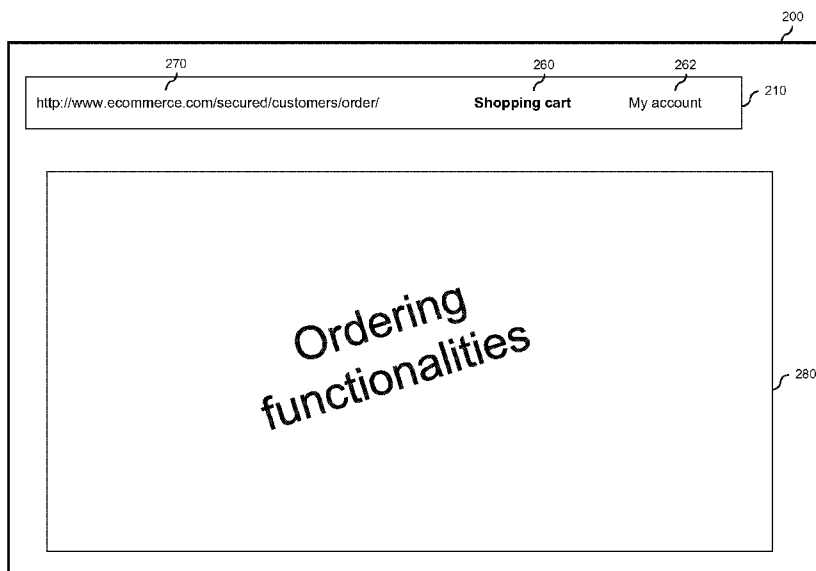 200
270
260
262
http://www.ecommerce.com/secured/customers/order/
Shopping cart
My account
210
Ordering
functionalities
280